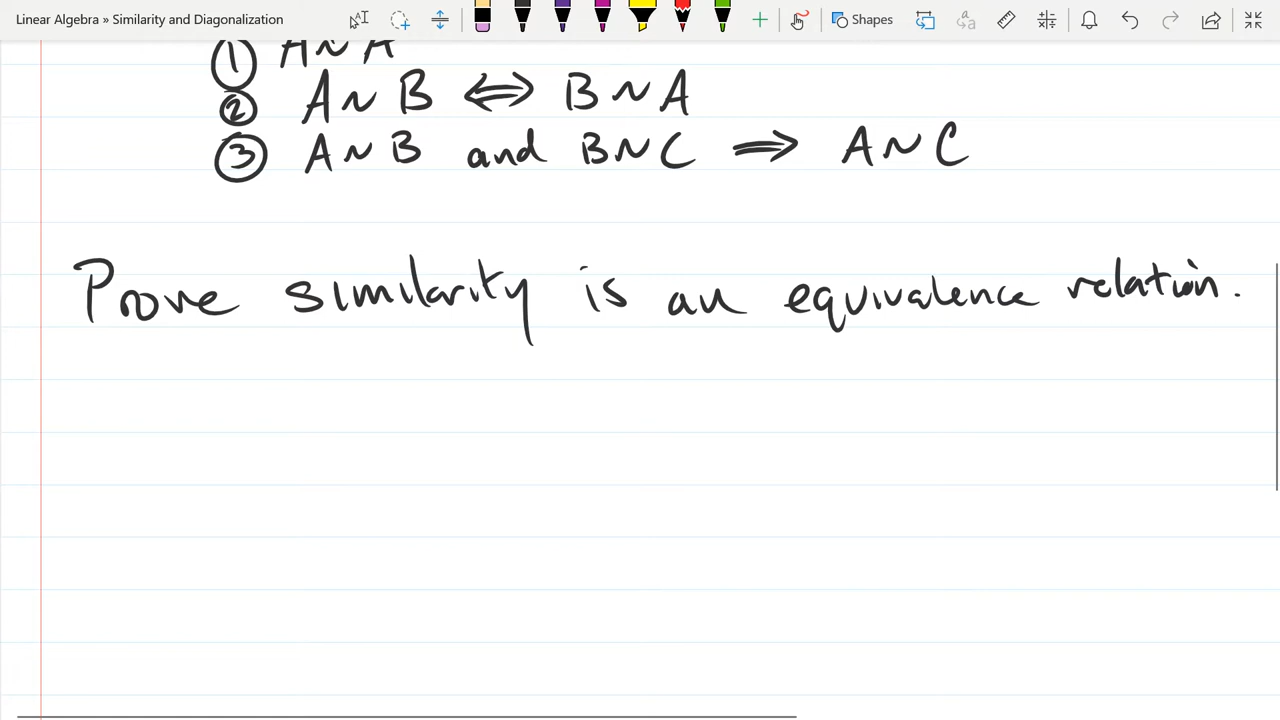 Linear Algebra » Similarity and Diagonalization
Shapes
① A ~ A
② A ~ B ⟺ B ~ A
③ A ~ B and B ~ C ⟹ A ~ C
Prove similarity is an equivalence relation.